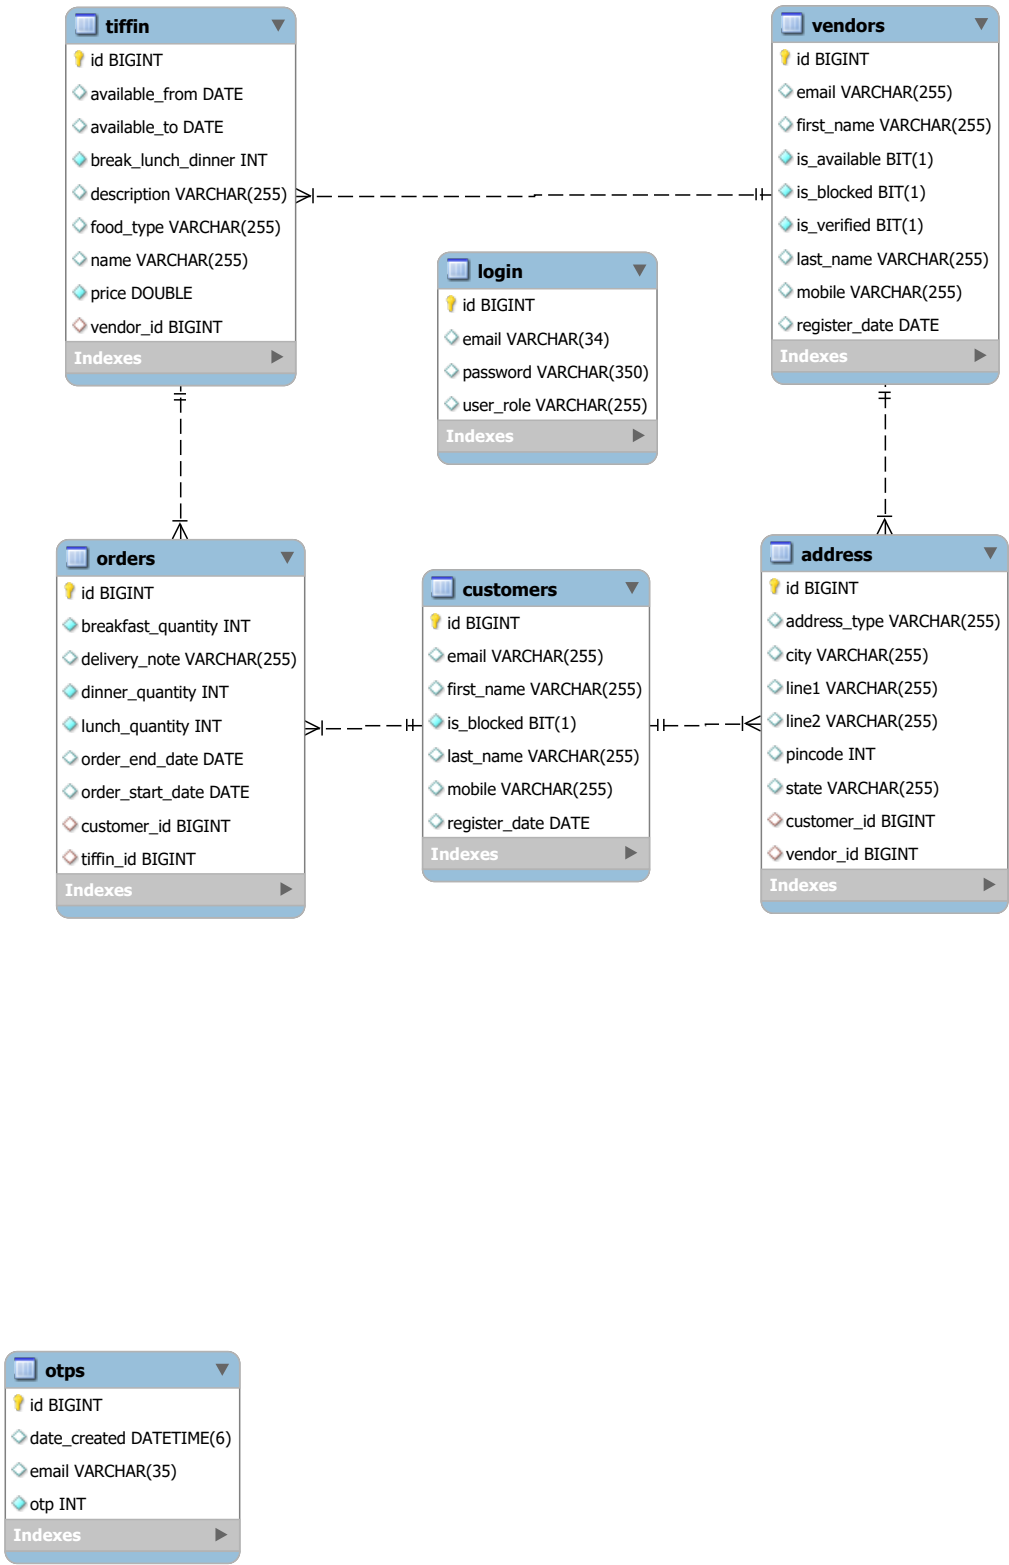 tiffin
id BIGINT
available_from DATE
available_to DATE
break_lunch_dinner INT
description VARCHAR(255)
food_type VARCHAR(255)
name VARCHAR(255)
price DOUBLE
vendor_id BIGINT
Indexes
vendors
id BIGINT
email VARCHAR(255)
first_name VARCHAR(255)
is_available BIT(1)
is_blocked BIT(1)
is_verified BIT(1)
last_name VARCHAR(255)
mobile VARCHAR(255)
register_date DATE
Indexes
login
id BIGINT
email VARCHAR(34)
password VARCHAR(350)
user_role VARCHAR(255)
Indexes
orders
id BIGINT
breakfast_quantity INT
delivery_note VARCHAR(255)
dinner_quantity INT
lunch_quantity INT
order_end_date DATE
order_start_date DATE
customer_id BIGINT
tiffin_id BIGINT
Indexes
customers
id BIGINT
email VARCHAR(255)
first_name VARCHAR(255)
is_blocked BIT(1)
last_name VARCHAR(255)
mobile VARCHAR(255)
register_date DATE
Indexes
address
id BIGINT
address_type VARCHAR(255)
city VARCHAR(255)
line1 VARCHAR(255)
line2 VARCHAR(255)
pincode INT
state VARCHAR(255)
customer_id BIGINT
vendor_id BIGINT
Indexes
otps
id BIGINT
date_created DATETIME(6)
email VARCHAR(35)
otp INT
Indexes